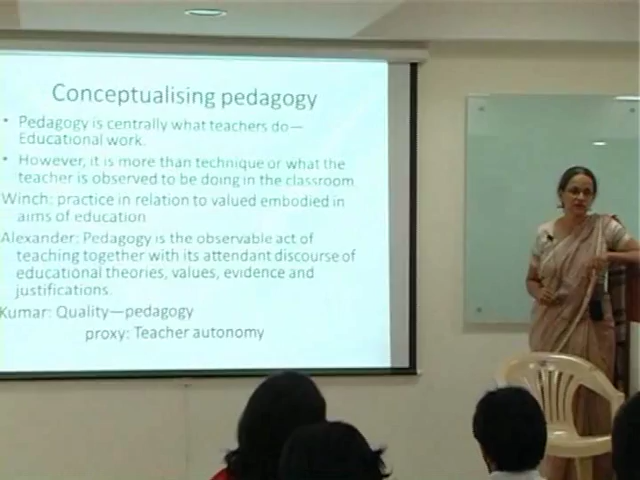 Conceptualising pedagogy
• Pedagogy is centrally what teachers do—
Educational work.
• However, it is more than technique or what the
teacher is observed to be doing in the classroom
Winch: practice in relation to valued embodied in
aims of education
Alexander: Pedagogy is the observable act of
teaching together with its attendant discourse of
educational theories, values, evidence and
justifications.
Kumar: Quality—pedagogy
proxy: Teacher autonomy